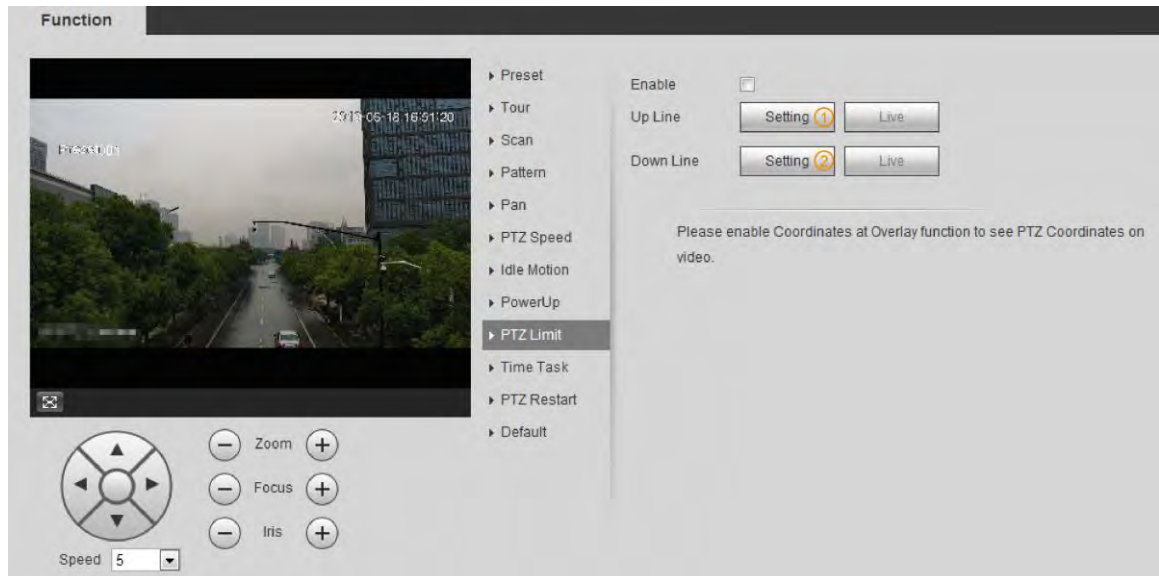 Function
Preset
Tour
Scan
Pattern
Pan
PTZ Speed
Idle Motion
PowerUp
PTZ Limit
Time Task
PTZ Restart
Default
Enable
Up Line
Setting 1
Live
Down Line
Setting 2
Live
Please enable Coordinates at Overlay function to see PTZ Coordinates on
video.
Zoom
Focus
Iris
Speed 5